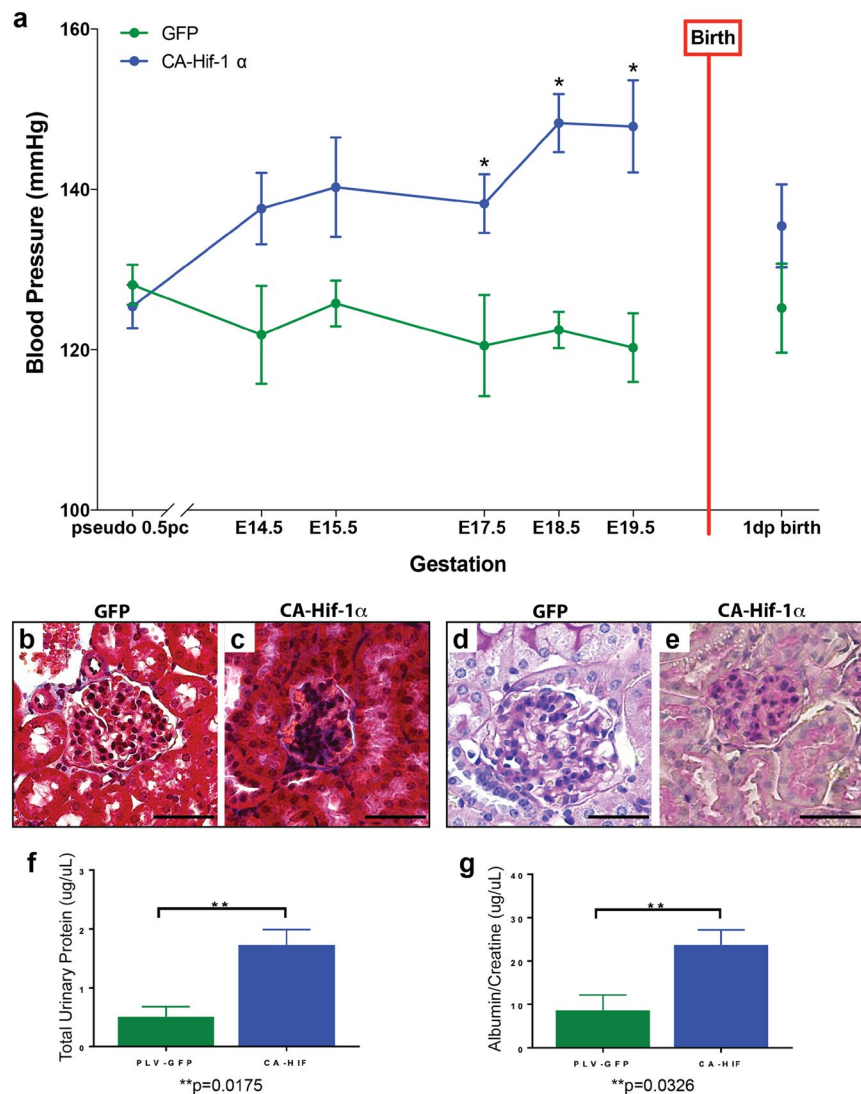 a
160
GFP
CA-Hif-1 α
Birth
*
*
*
140
120
100
Blood Pressure (mmHg)
pseudo 0.5pc
E14.5
E15.5
E17.5
E18.5
E19.5
1dp birth
Gestation
GFP
CA-Hif-1α
GFP
CA-Hif-1α
b
c
d
e
f
3
2
1
0
Total Urinary Protein (ug/uL)
**
PLV-GFP
CA-HIF
**p=0.0175
g
40
30
20
10
0
Albumin/Creatine (ug/uL)
**
PLV-GFP
CA-HIF
**p=0.0326